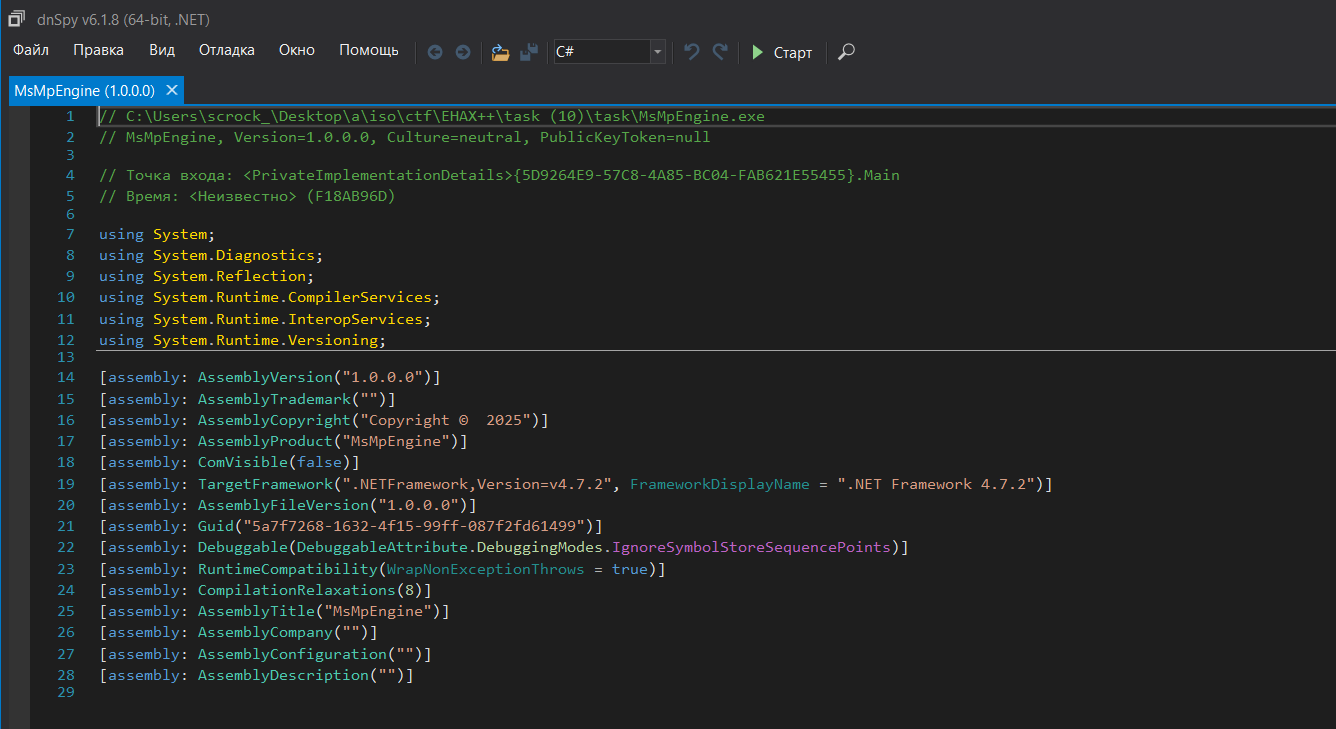 dnSpy v6.1.8 (64-bit, .NET)
Файл Правка Вид Отладка Окно Помощь C# Старт
MsMpEngine (1.0.0.0)
1 // C:\Users\scrock_\Desktop\a\iso\ctf\EHAX++\task (10)\task\MsMpEngine.exe
2 // MsMpEngine, Version=1.0.0.0, Culture=neutral, PublicKeyToken=null
3
4 // Точка входа: <PrivateImplementationDetails>{5D9264E9-57C8-4A85-BC04-FAB621E55455}.Main
5 // Время: <Неизвестно> (F18AB96D)
6
7 using System;
8 using System.Diagnostics;
9 using System.Reflection;
10 using System.Runtime.CompilerServices;
11 using System.Runtime.InteropServices;
12 using System.Runtime.Versioning;
13
14 [assembly: AssemblyVersion("1.0.0.0")]
15 [assembly: AssemblyTrademark("")]
16 [assembly: AssemblyCopyright("Copyright ©  2025")]
17 [assembly: AssemblyProduct("MsMpEngine")]
18 [assembly: ComVisible(false)]
19 [assembly: TargetFramework(".NETFramework,Version=v4.7.2", FrameworkDisplayName = ".NET Framework 4.7.2")]
20 [assembly: AssemblyFileVersion("1.0.0.0")]
21 [assembly: Guid("5a7f7268-1632-4f15-99ff-087f2fd61499")]
22 [assembly: Debuggable(DebuggableAttribute.DebuggingModes.IgnoreSymbolStoreSequencePoints)]
23 [assembly: RuntimeCompatibility(WrapNonExceptionThrows = true)]
24 [assembly: CompilationRelaxations(8)]
25 [assembly: AssemblyTitle("MsMpEngine")]
26 [assembly: AssemblyCompany("")]
27 [assembly: AssemblyConfiguration("")]
28 [assembly: AssemblyDescription("")]
29